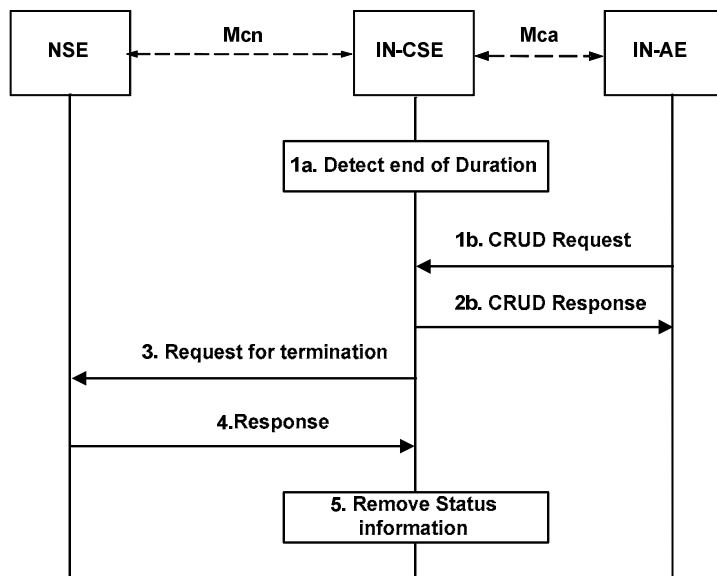 NSE
Mcn
IN-CSE
Mca
IN-AE
1a. Detect end of Duration
1b. CRUD Request
2b. CRUD Response
3. Request for termination
4.Response
5. Remove Status
information